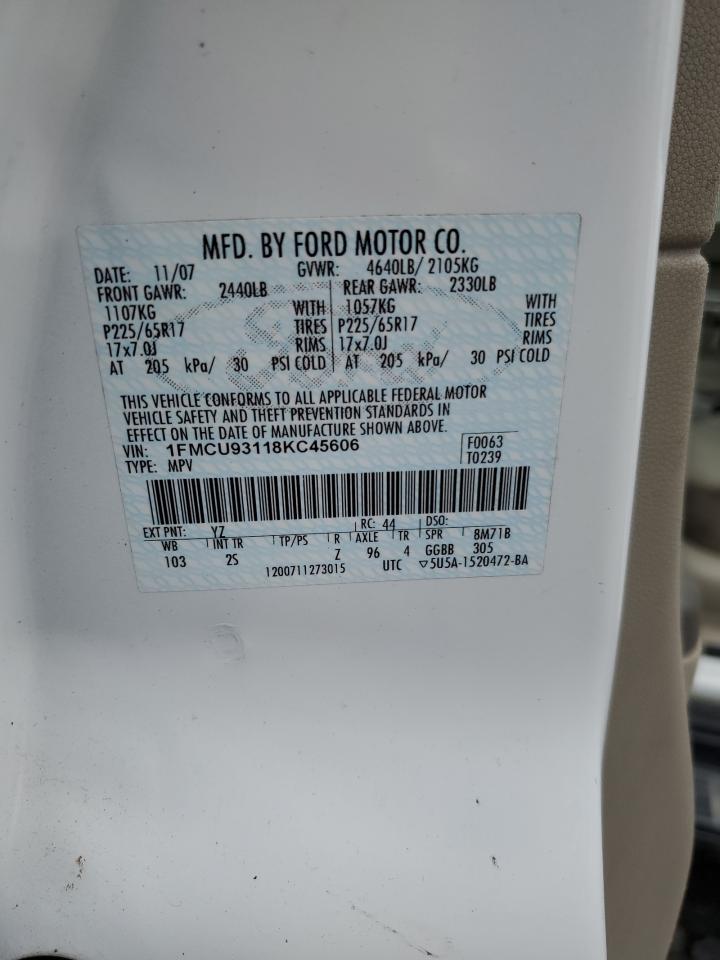 MFD. BY FORD MOTOR CO.
DATE: 11/07 GVWR: 4640LB/ 2105KG
FRONT GAWR: 2440LB REAR GAWR: 2330LB
1107KG WITH 1057KG WITH
P225/65R17 TIRES P225/65R17 TIRES
17x7.0J RIMS 17x7.0J RIMS
AT 205 kPa/ 30 PSI COLD AT 205 kPa/ 30 PSI COLD
THIS VEHICLE CONFORMS TO ALL APPLICABLE FEDERAL MOTOR
VEHICLE SAFETY AND THEFT PREVENTION STANDARDS IN
EFFECT ON THE DATE OF MANUFACTURE SHOWN ABOVE.
VIN: 1FMCU93118KC45606 F0063
TYPE: MPV T0239
EXT PNT: YZ RC: 44 DSO:
WB INT TR TP/PS R AXLE TR SPR 8M71B
103 2S Z 96 4 GGBB 305
1200711273015 UTC ▽5U5A-1520472-BA